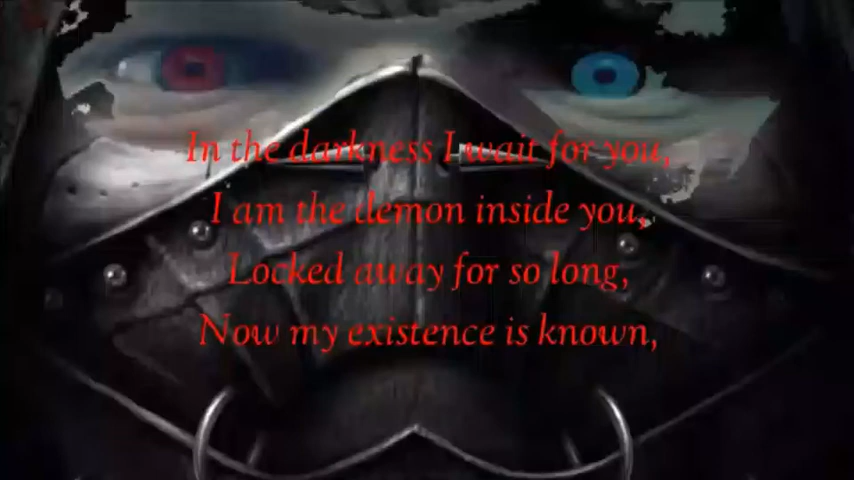 In the darkness I wait for you,
I am the demon inside you,
Locked away for so long,
Now my existence is known,